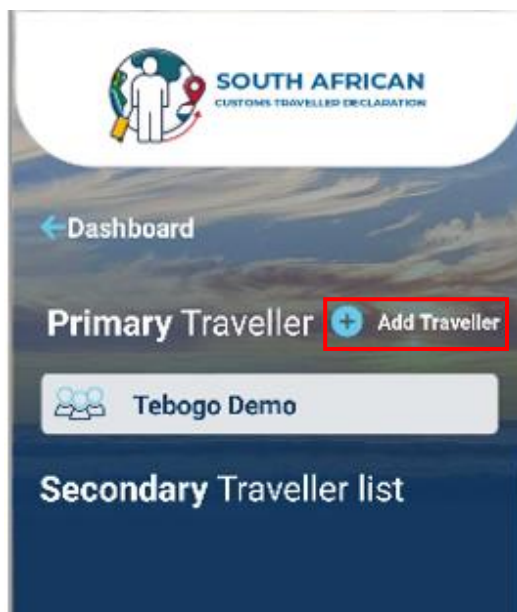 SOUTH AFRICAN
CUSTOMS TRAVELLER DECLARATION
Dashboard
Primary Traveller
Add Traveller
Tebogo Demo
Secondary Traveller list